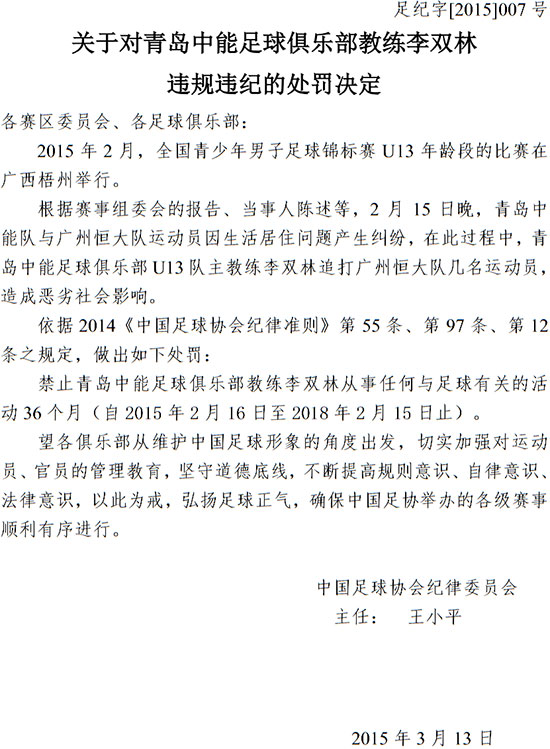 足纪字[2015]007 号
关于对青岛中能足球俱乐部教练李双林
违规违纪的处罚决定
各赛区委员会、各足球俱乐部：
2015 年 2 月，全国青少年男子足球锦标赛 U13 年龄段的比赛在
广西梧州举行。
根据赛事组委会的报告、当事人陈述等，2 月 15 日晚，青岛中
能队与广州恒大队运动员因生活居住问题产生纠纷，在此过程中，青
岛中能足球俱乐部 U13 队主教练李双林追打广州恒大队几名运动员，
造成恶劣社会影响。
依据 2014《中国足球协会纪律准则》第 55 条、第 97 条、第 12
条之规定，做出如下处罚：
禁止青岛中能足球俱乐部教练李双林从事任何与足球有关的活
动 36 个月（自 2015 年 2 月 16 日至 2018 年 2 月 15 日止）。
望各俱乐部从维护中国足球形象的角度出发，切实加强对运动
员、官员的管理教育，坚守道德底线，不断提高规则意识、自律意识、
法律意识，以此为戒，弘扬足球正气，确保中国足协举办的各级赛事
顺利有序进行。
中国足球协会纪律委员会
主任： 王小平
2015 年 3 月 13 日